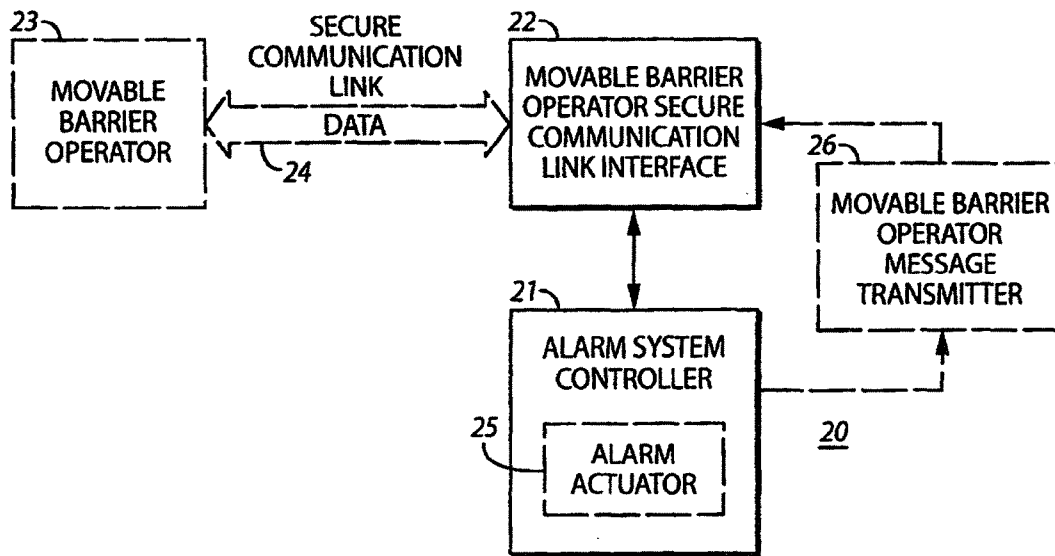 23
MOVABLE
BARRIER
OPERATOR
SECURE
COMMUNICATION
LINK
DATA
24
22
MOVABLE BARRIER
OPERATOR SECURE
COMMUNICATION
LINK INTERFACE
26
MOVABLE BARRIER
OPERATOR
MESSAGE
TRANSMITTER
21
ALARM SYSTEM
CONTROLLER
25
ALARM
ACTUATOR
20